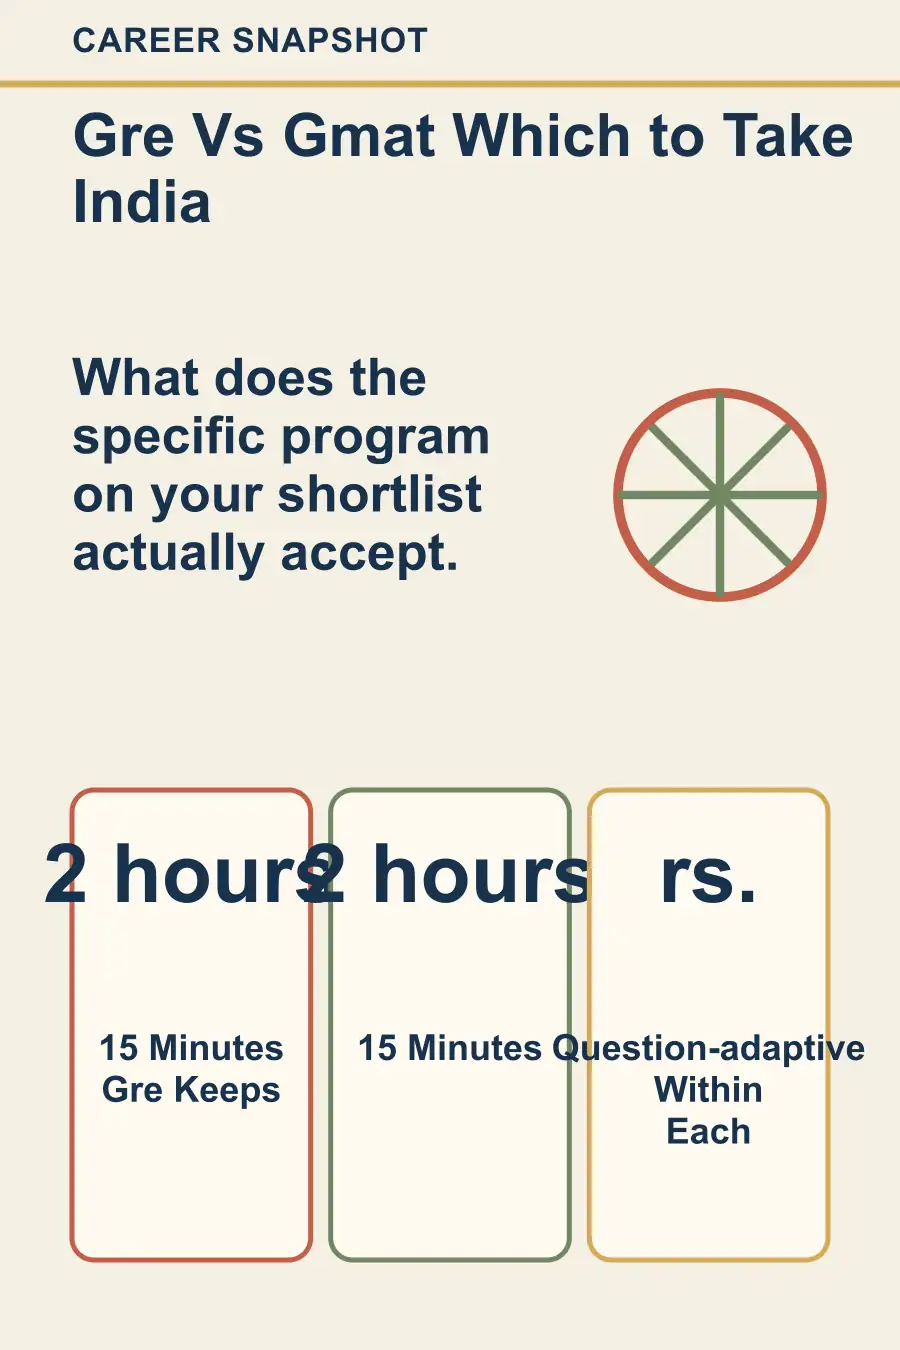 CAREER SNAPSHOT
Gre Vs Gmat Which to Take
India
What does the
specific program
on your shortlist
actually accept.
2 hours
15 Minutes
Gre Keeps
2 hours
15 Minutes
rs.
Question-adaptive
Within
Each